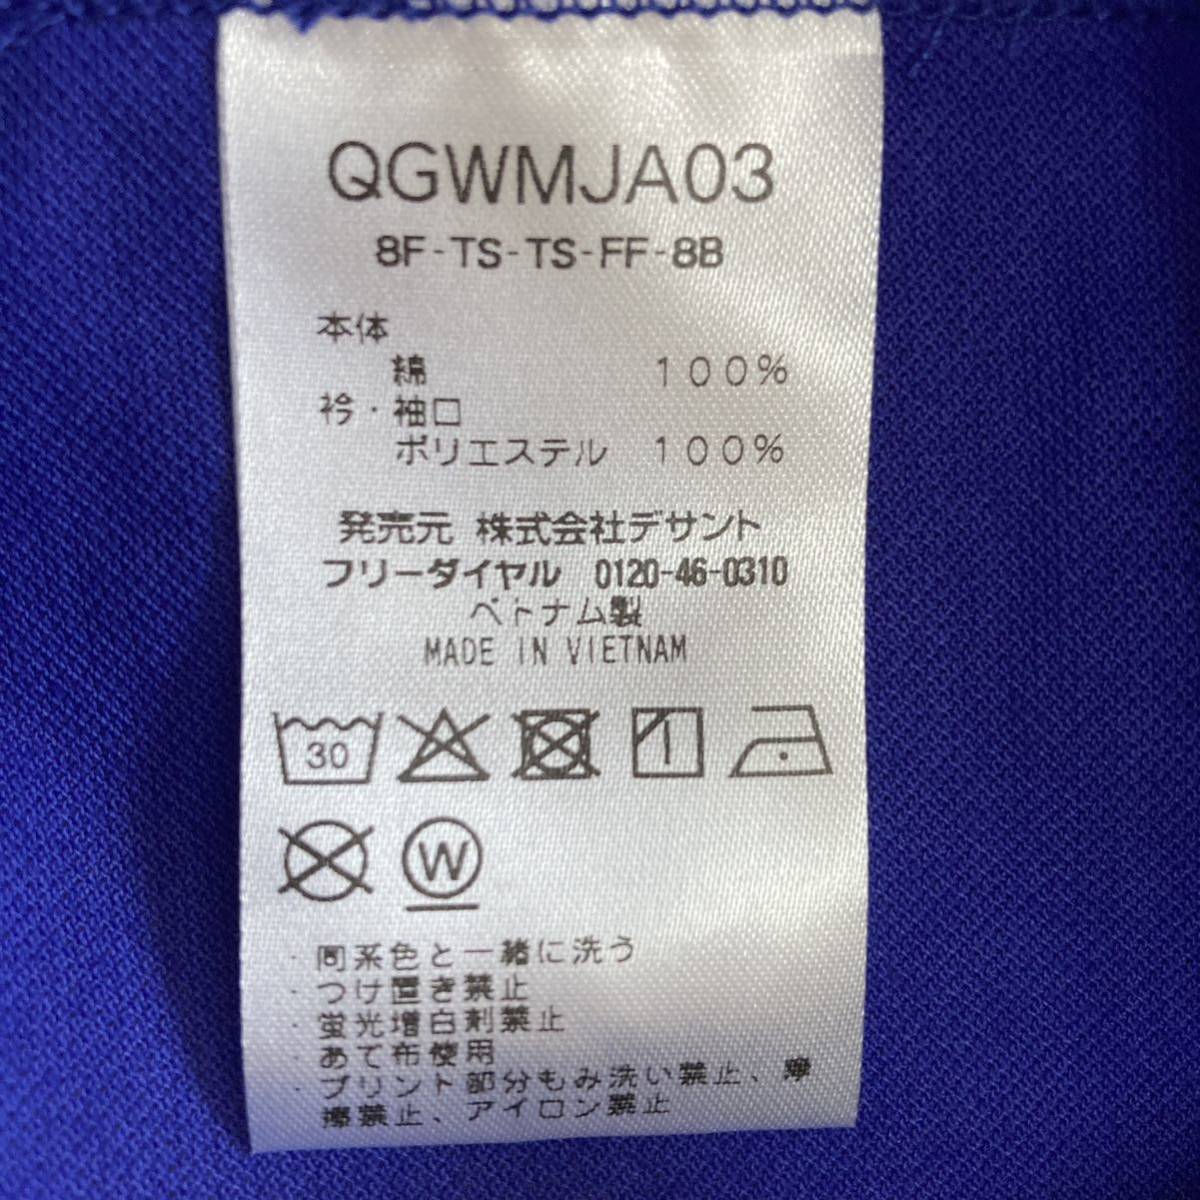 QGWMJA03
8F-TS-TS-FF-8B
本体
綿 100%
衿・袖口
ポリエステル 100%
発売元 株式会社デサント
フリーダイヤル 0120-46-0310
ベトナム製
MADE IN VIETNAM
30
W
・同系色と一緒に洗う
・つけ置き禁止
・蛍光増白剤禁止
・あて布使用
・プリント部分もみ洗い禁止、摩
擦禁止、アイロン禁止